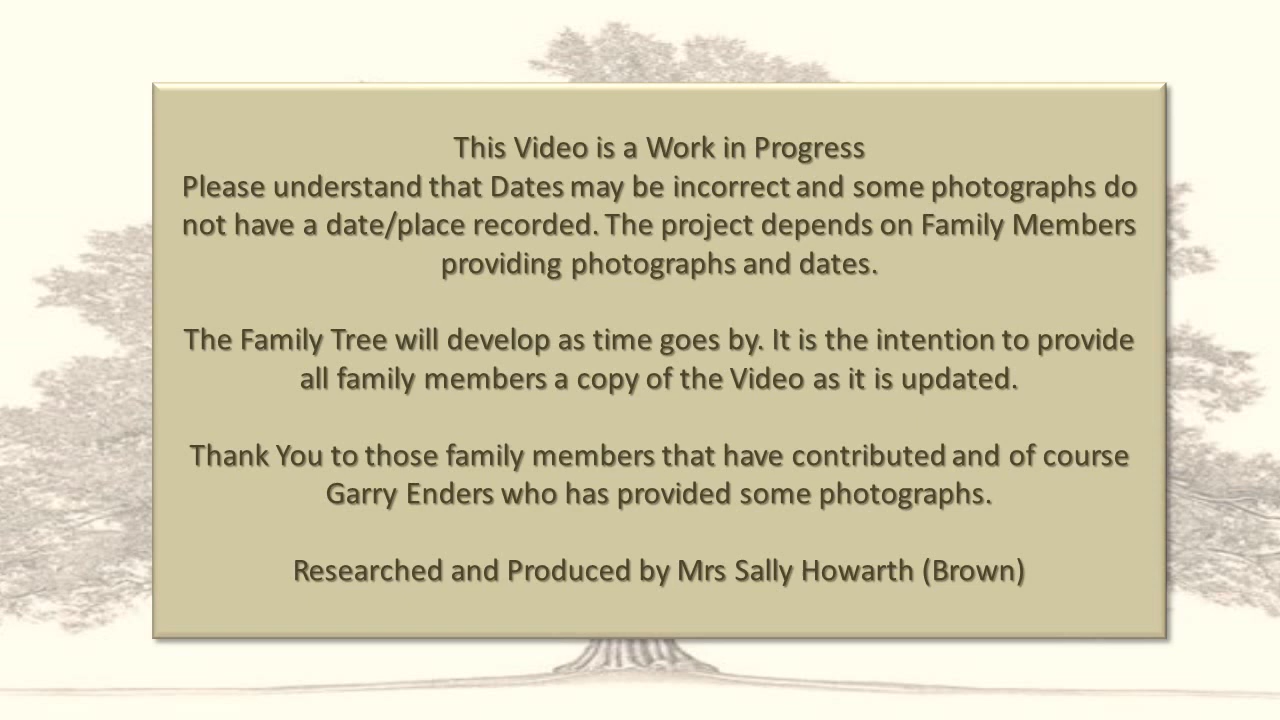 This Video is a Work in Progress
Please understand that Dates may be incorrect and some photographs do
not have a date/place recorded. The project depends on Family Members
providing photographs and dates.
The Family Tree will develop as time goes by. It is the intention to provide
all family members a copy of the Video as it is updated.
Thank You to those family members that have contributed and of course
Garry Enders who has provided some photographs.
Researched and Produced by Mrs Sally Howarth (Brown)